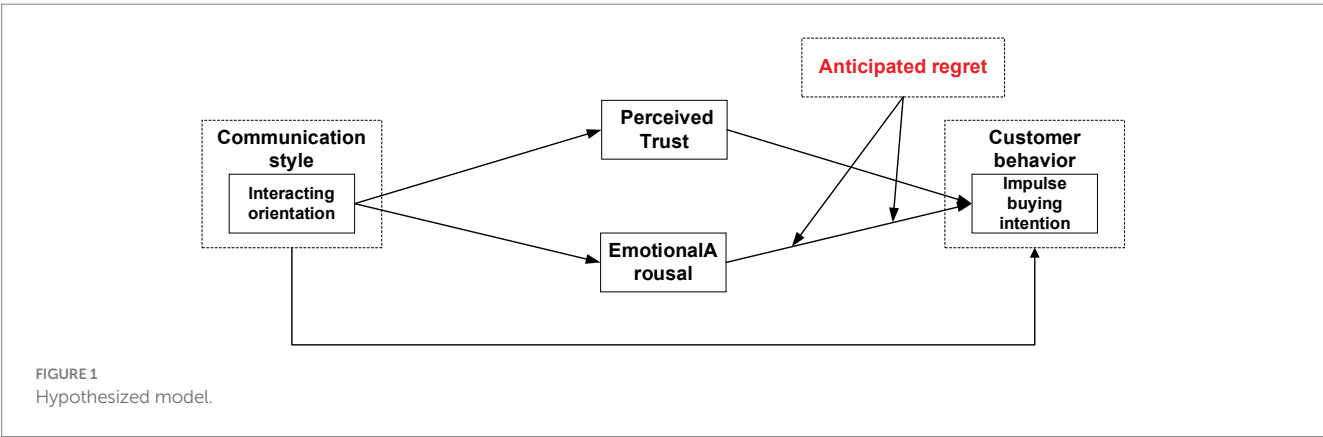 Anticipated regret
Communication
style
Interacting
orientation
Perceived
Trust
EmotionalA
rousal
Customer
behavior
Impulse
buying
intention
FIGURE 1
Hypothesized model.